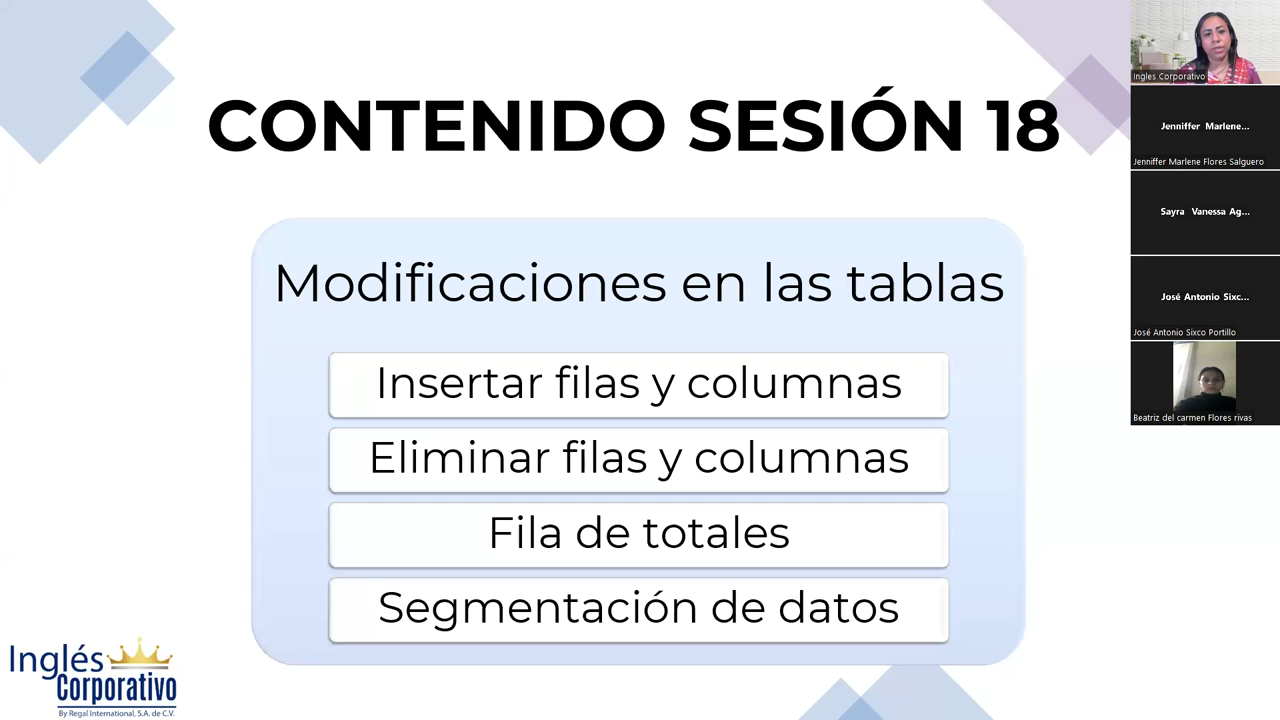 CONTENIDO SESIÓN 18
Modificaciones en las tablas
Insertar filas y columnas
Eliminar filas y columnas
Fila de totales
Segmentación de datos
Inglés
Corporativo
By Regal International, S.A. de C.V.
Ingles Corporativo
Jenniffer Marlene...
Jenniffer Marlene Flores Salguero
Sayra Vanessa Ag...
José Antonio Sixc...
José Antonio Sixco Portillo
Beatriz del carmen Flores rivas